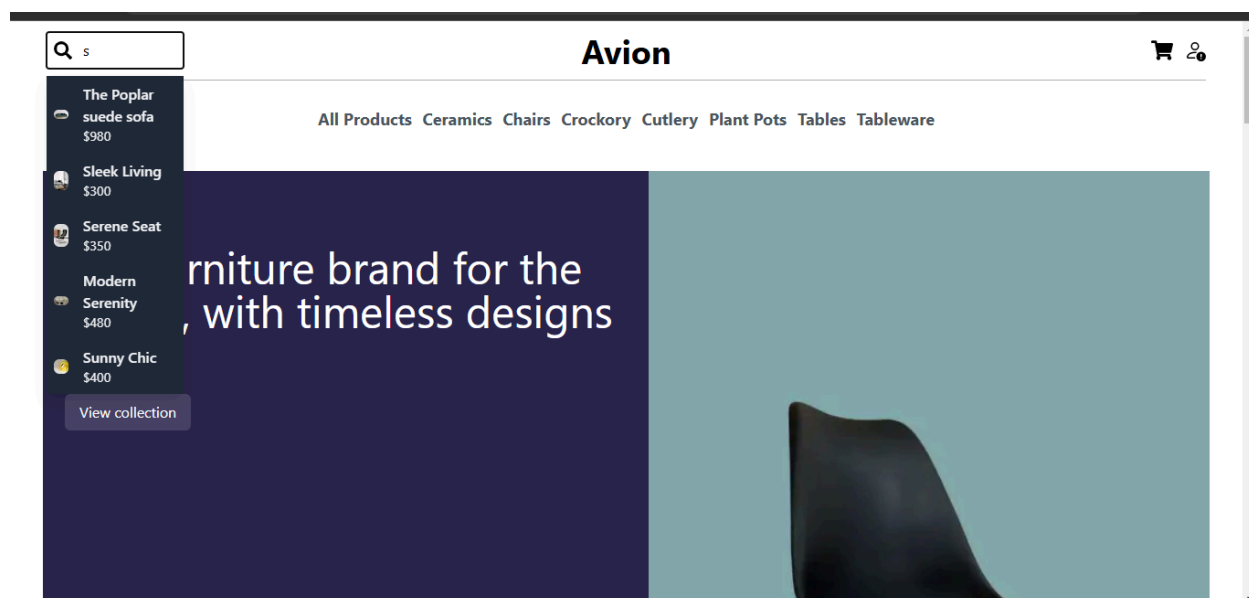 s
Avion
All Products Ceramics Chairs Crockory Cutlery Plant Pots Tables Tableware
The Poplar
suede sofa
$980
Sleek Living
$300
Serene Seat
$350
Modern
Serenity
$480
Sunny Chic
$400
rniture brand for the
, with timeless designs
View collection